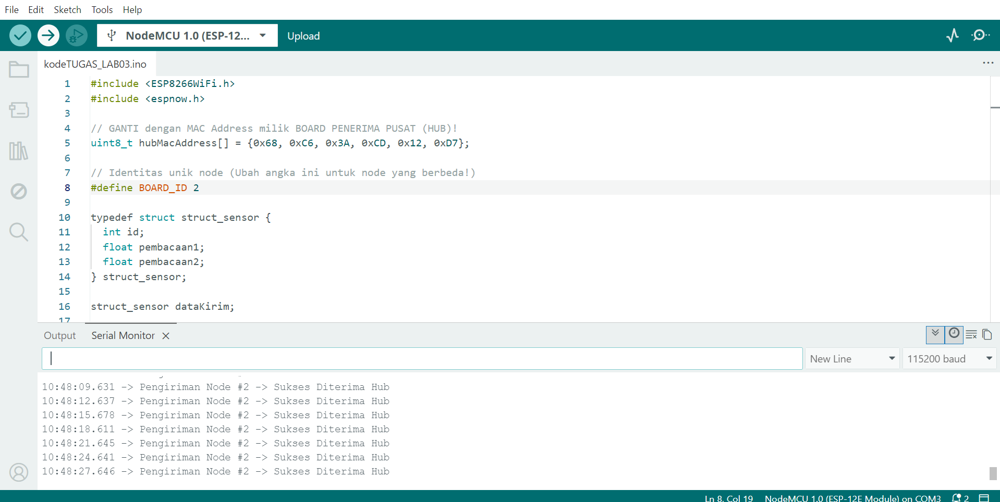 File Edit Sketch Tools Help
NodeMCU 1.0 (ESP-12... Upload
kodeTUGAS_LAB03.ino ...
1 #include <ESP8266WiFi.h>
2 #include <espnow.h>
3
4 // GANTI dengan MAC Address milik BOARD PENERIMA PUSAT (HUB)!
5 uint8_t hubMacAddress[] = {0x68, 0xC6, 0x3A, 0xCD, 0x12, 0xD7};
6
7 // Identitas unik node (Ubah angka ini untuk node yang berbeda!)
8 #define BOARD_ID 2
9
10 typedef struct struct_sensor {
11 int id;
12 float pembacaan1;
13 float pembacaan2;
14 } struct_sensor;
15
16 struct_sensor dataKirim;
17
Output Serial Monitor
New Line 115200 baud
10:48:09.631 -> Pengiriman Node #2 -> Sukses Diterima Hub
10:48:12.637 -> Pengiriman Node #2 -> Sukses Diterima Hub
10:48:15.678 -> Pengiriman Node #2 -> Sukses Diterima Hub
10:48:18.611 -> Pengiriman Node #2 -> Sukses Diterima Hub
10:48:21.645 -> Pengiriman Node #2 -> Sukses Diterima Hub
10:48:24.641 -> Pengiriman Node #2 -> Sukses Diterima Hub
10:48:27.646 -> Pengiriman Node #2 -> Sukses Diterima Hub
Ln 8, Col 19 NodeMCU 1.0 (ESP-12E Module) on COM3 2